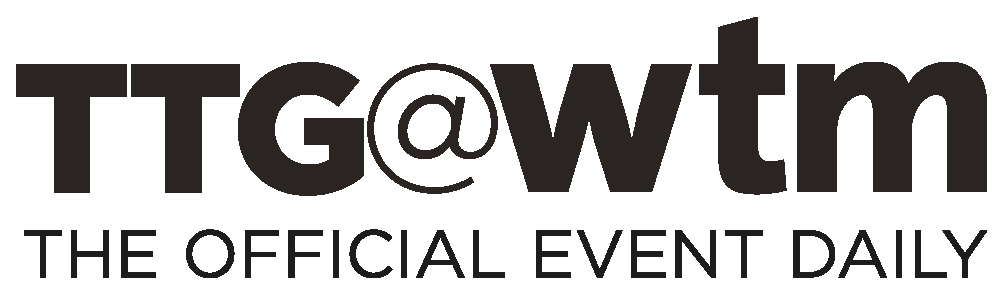 TTG@wtm
THE OFFICIAL EVENT DAILY